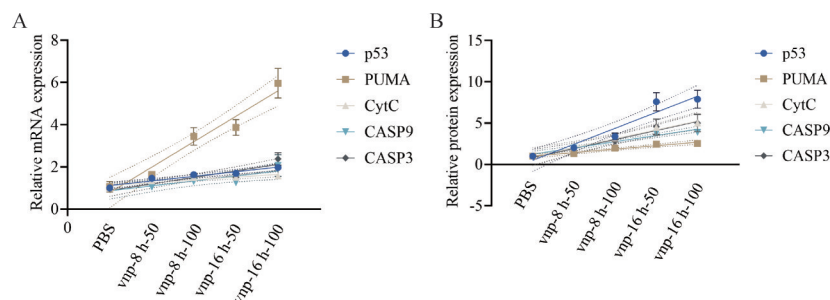 A
Relative mRNA expression
8
6
4
2
0
0
PBS
vnp-8 h-50
vnp-8 h-100
vnp-16 h-50
vnp-16 h-100
p53
PUMA
CytC
CASP9
CASP3
B
Relative protein expression
15
10
5
0
-5
PBS
vnp-8 h-50
vnp-8 h-100
vnp-16 h-50
vnp-16 h-100
p53
PUMA
CytC
CASP9
CASP3